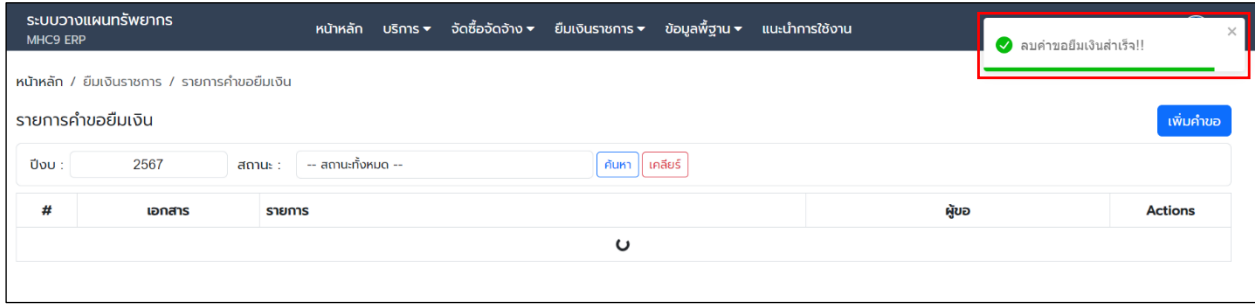 ระบบวางแผนทรัพยากร
MHC9 ERP
หน้าหลัก บริการ จัดซื้อจัดจ้าง ยืมเงินราชการ ข้อมูลพื้ฐาน แนะนำการใช้งาน
ลบคำขอยืมเงินสำเร็จ!!
หน้าหลัก / ยืมเงินราชการ / รายการคำขอยืมเงิน
รายการคำขอยืมเงิน
เพิ่มคำขอ
ปีงบ : 2567 สถานะ : -- สถานะทั้งหมด -- ค้นหา เคลียร์
# เอกสาร รายการ ผู้ขอ Actions